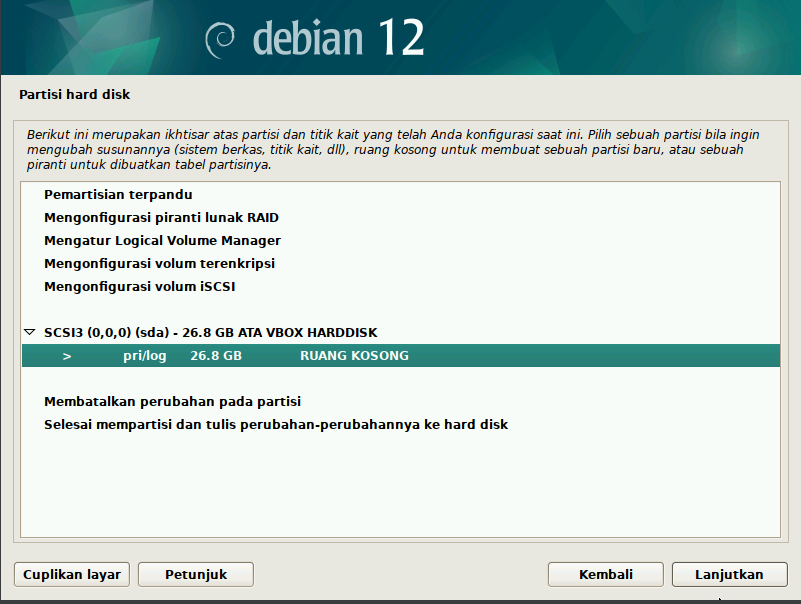 debian 12
Partisi hard disk
Berikut ini merupakan ikhtisar atas partisi dan titik kait yang telah Anda konfigurasi saat ini. Pilih sebuah partisi bila ingin
mengubah susunannya (sistem berkas, titik kait, dll), ruang kosong untuk membuat sebuah partisi baru, atau sebuah
piranti untuk dibuatkan tabel partisinya.
Pemartisian terpandu
Mengonfigurasi piranti lunak RAID
Mengatur Logical Volume Manager
Mengonfigurasi volum terenkripsi
Mengonfigurasi volum iSCSI
SCSI3 (0,0,0) (sda) - 26.8 GB ATA VBOX HARDDISK
> pri/log 26.8 GB RUANG KOSONG
Membatalkan perubahan pada partisi
Selesai mempartisi dan tulis perubahan-perubahannya ke hard disk
Cuplikan layar Petunjuk Kembali Lanjutkan